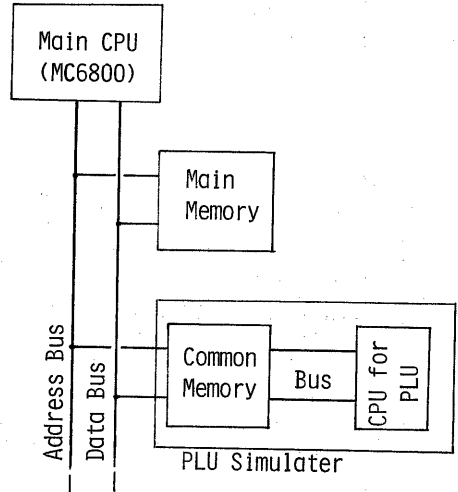 Main CPU
(MC6800)
Main
Memory
Address Bus
Data Bus
Common
Memory
Bus
CPU for
PLU
PLU Simulater